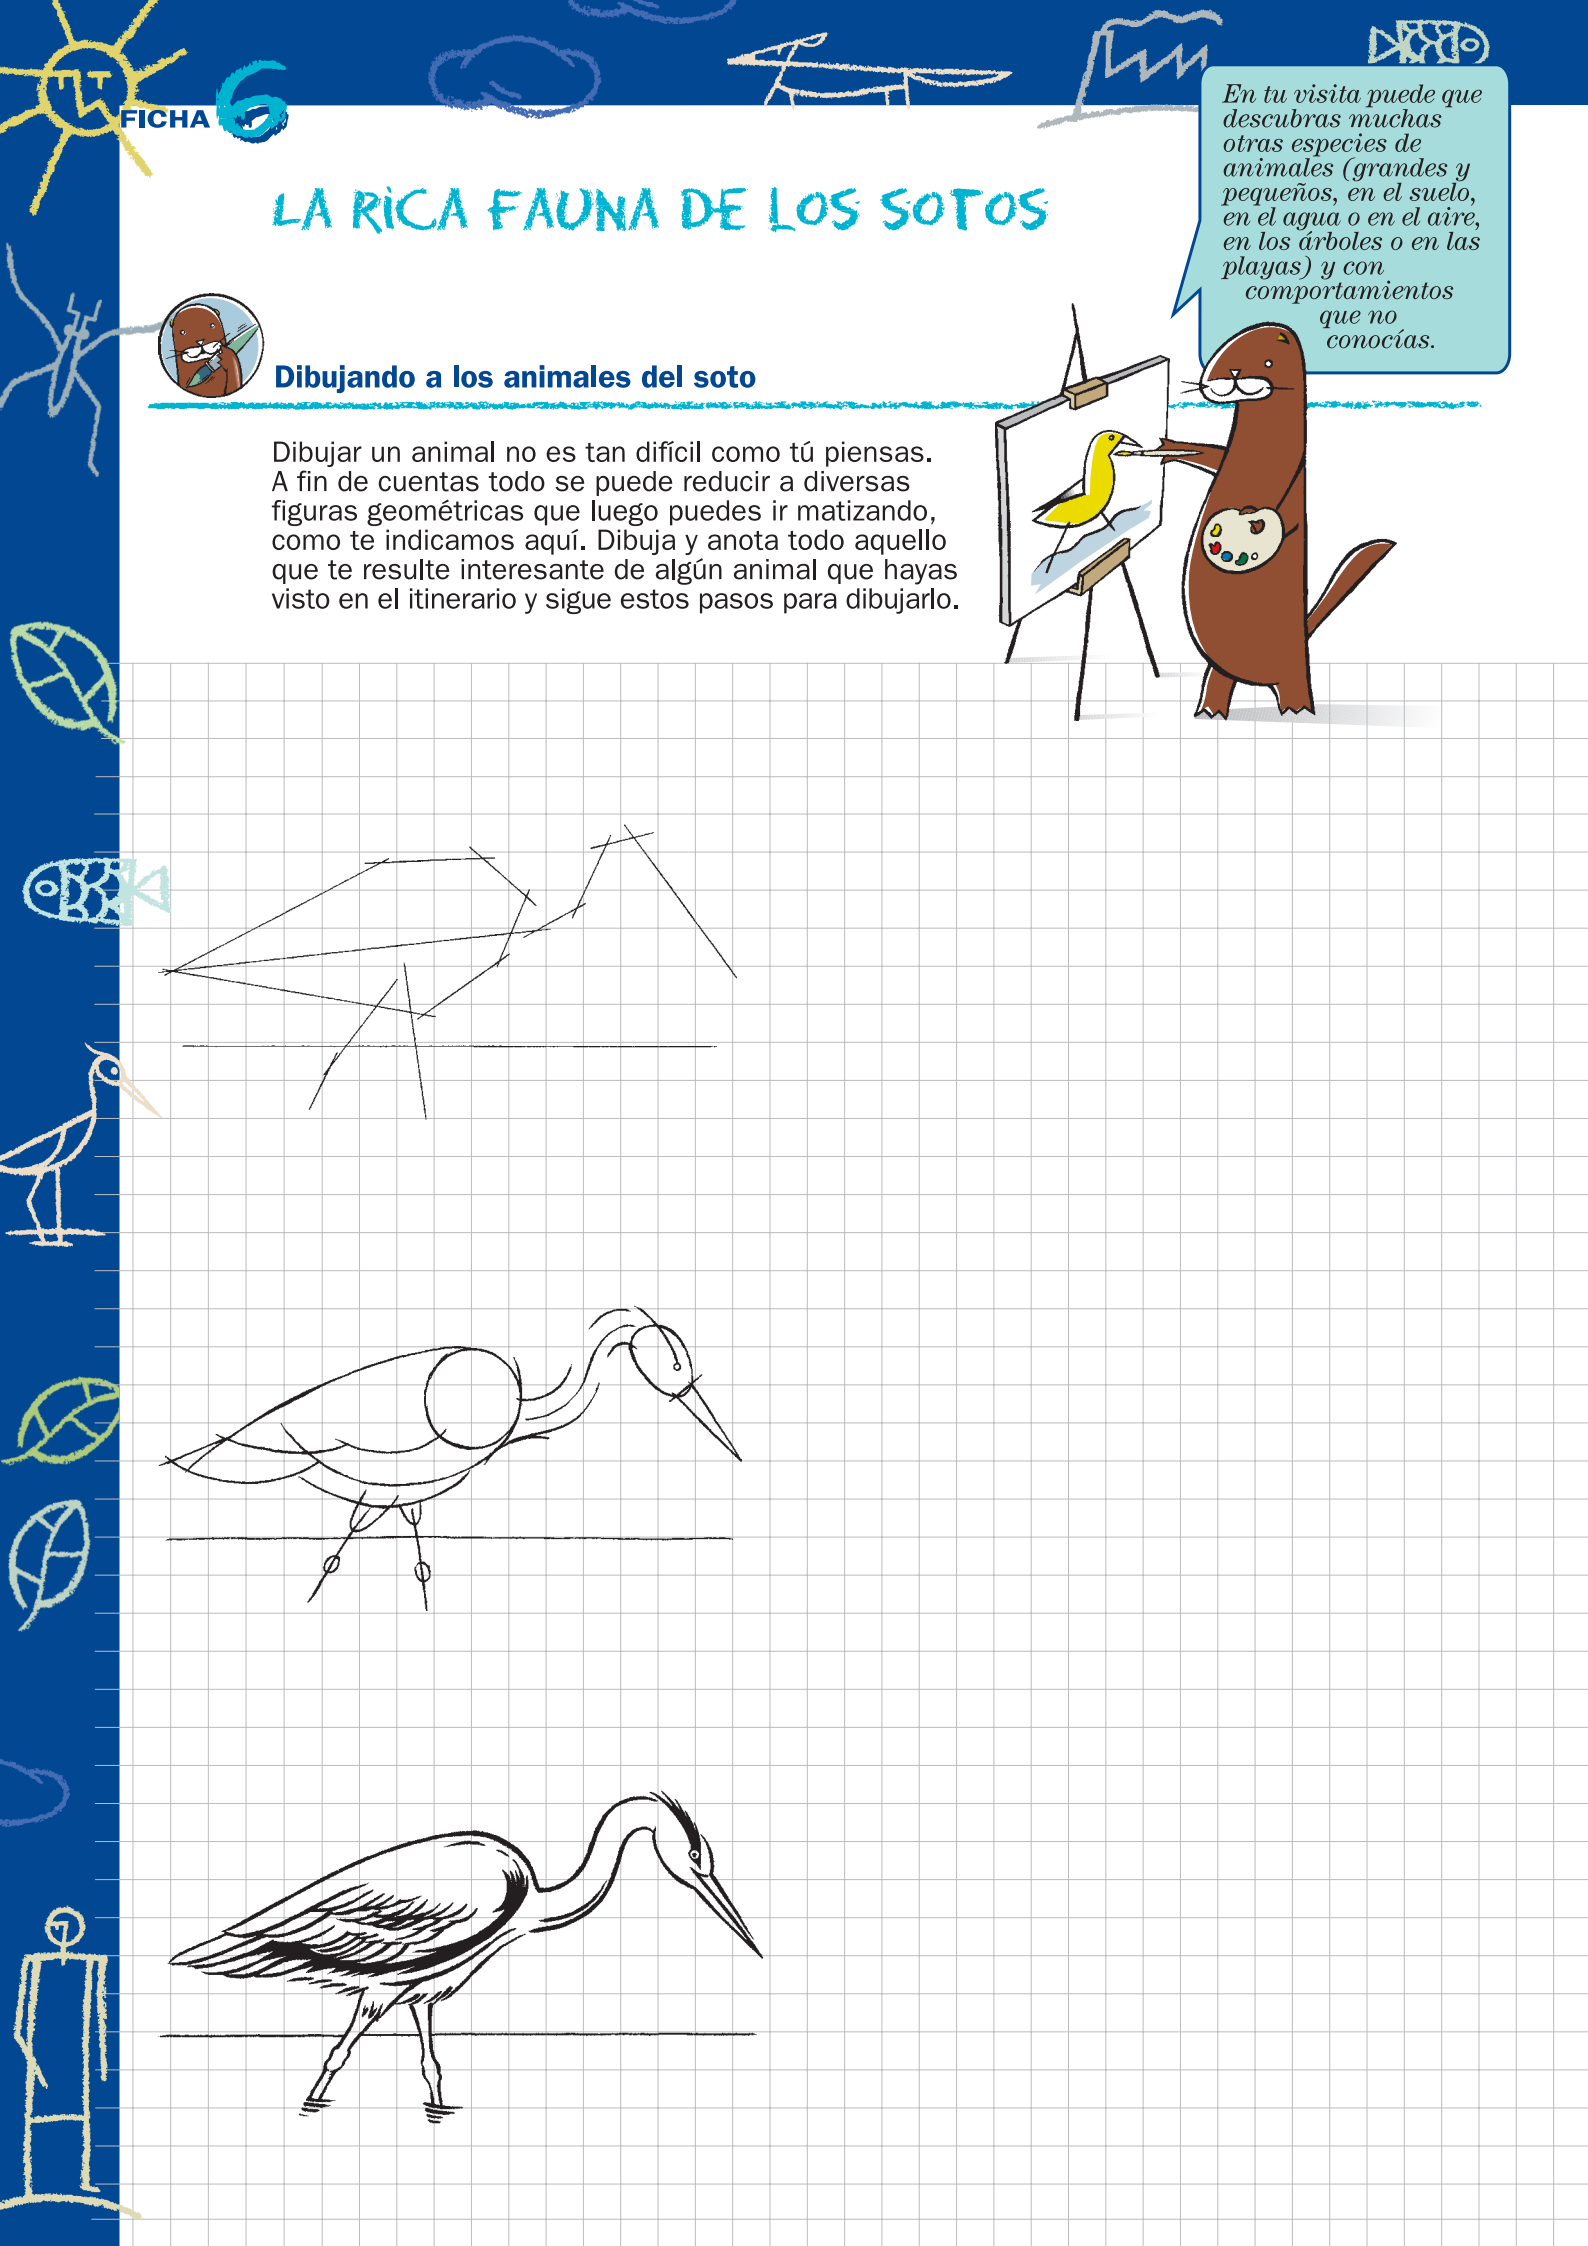 FICHA 6
En tu visita puede que
descubras muchas
otras especies de
animales (grandes y
pequeños, en el suelo,
en el agua o en el aire,
en los árboles o en las
playas) y con
comportamientos
que no
conocías.
LA RICA FAUNA DE LOS SOTOS
Dibujando a los animales del soto
Dibujar un animal no es tan difícil como tú piensas.
A fin de cuentas todo se puede reducir a diversas
figuras geométricas que luego puedes ir matizando,
como te indicamos aquí. Dibuja y anota todo aquello
que te resulte interesante de algún animal que hayas
visto en el itinerario y sigue estos pasos para dibujarlo.